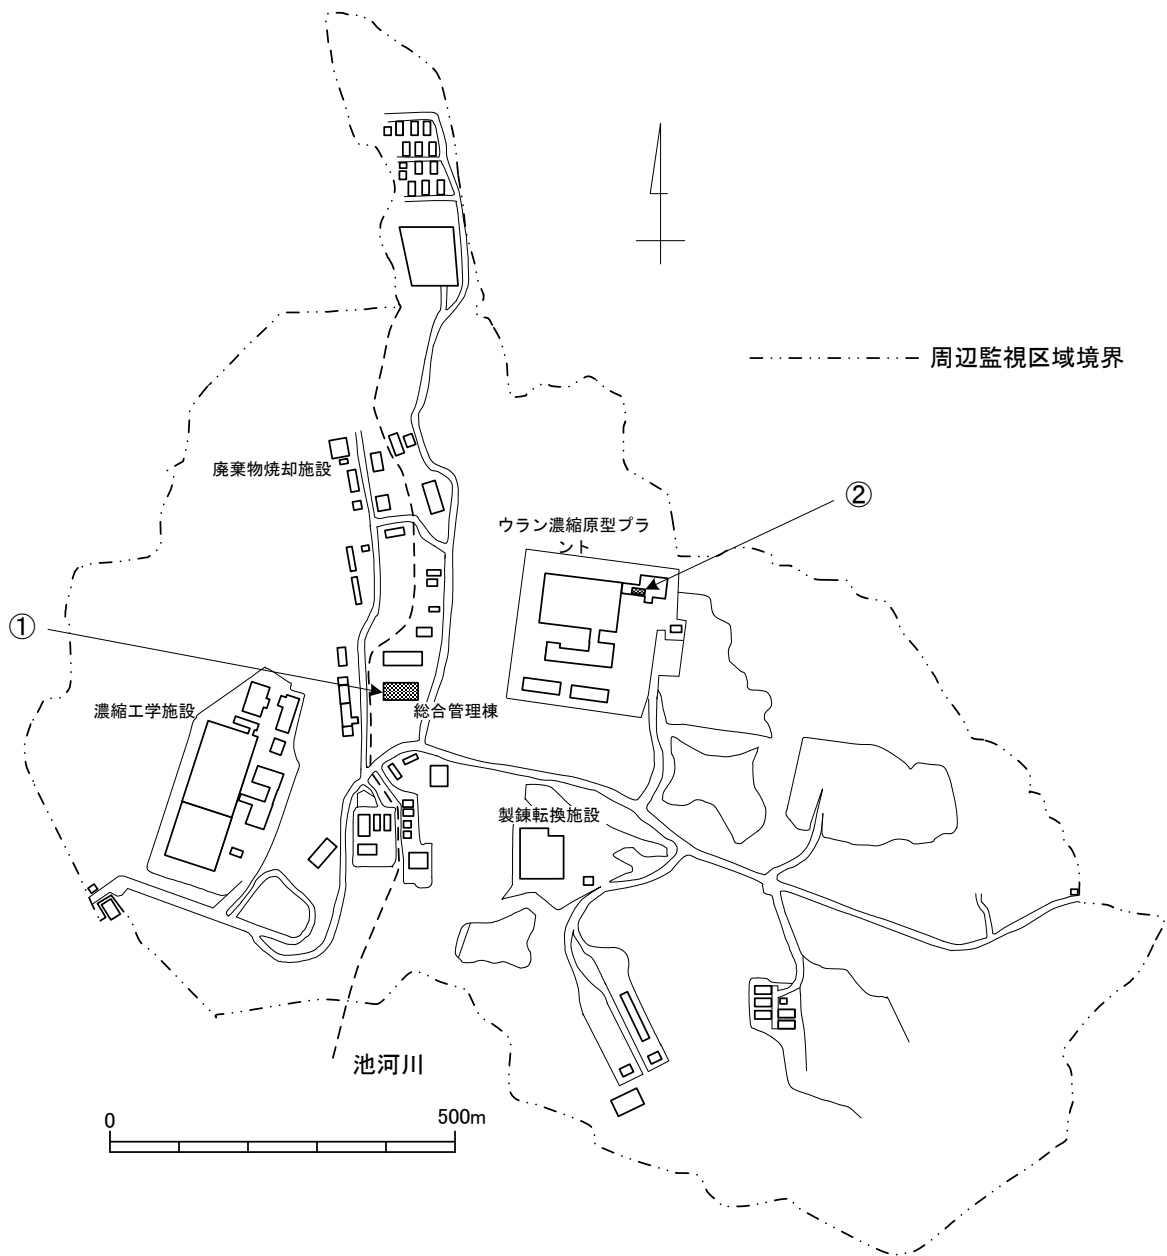 周辺監視区域境界
廃棄物焼却施設
②
ウラン濃縮原型プラ
ント
①
濃縮工学施設
総合管理棟
製錬転換施設
池河川
0
500m